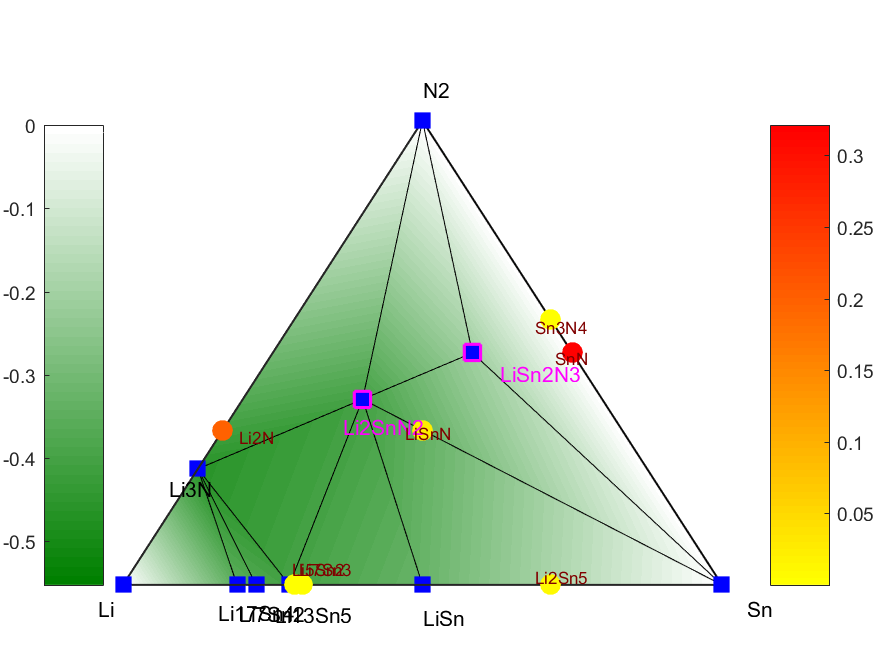 N2
0
-0.1
-0.2
-0.3
-0.4
-0.5
0.3
0.25
0.2
0.15
0.1
0.05
Sn3N4
SnN
LiSn2N3
Li2SnN2
LiSnN
Li2N
Li3N
Li5Sn2
Li7Sn3
Li2Sn5
Li
Li17Sn4
Li7Sn2
Li13Sn5
LiSn
Sn